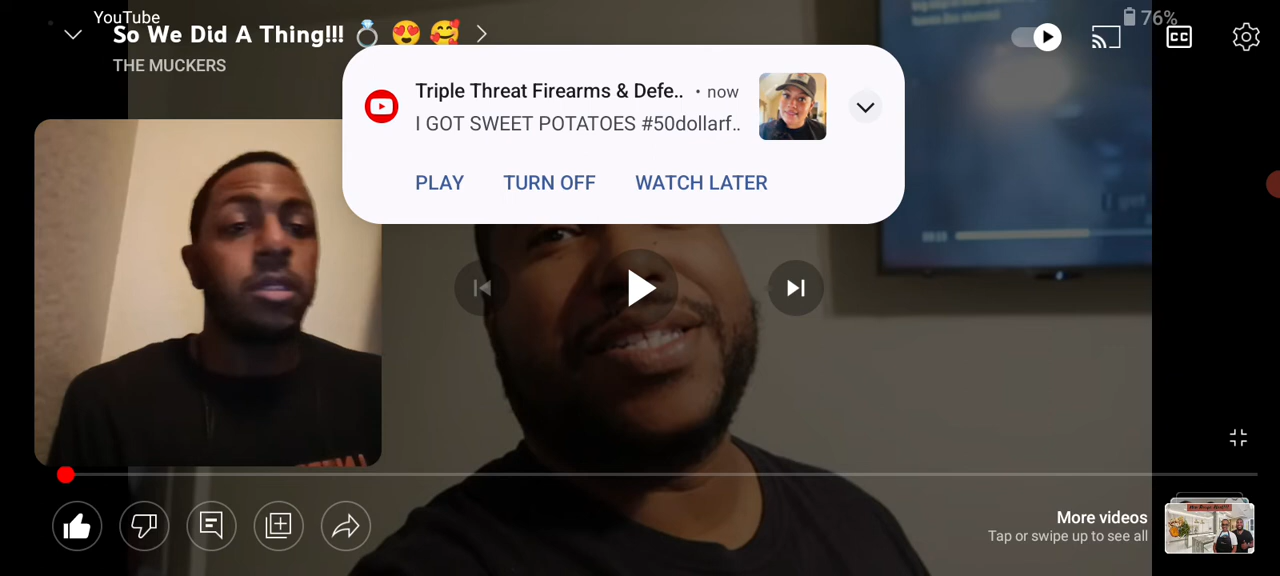 YouTube
76%
So We Did A Thing!!! 💍 😍 🥰
THE MUCKERS
CC
Triple Threat Firearms & Defe.. • now
I GOT SWEET POTATOES #50dollarf..
PLAY TURN OFF WATCH LATER
More videos
Tap or swipe up to see all